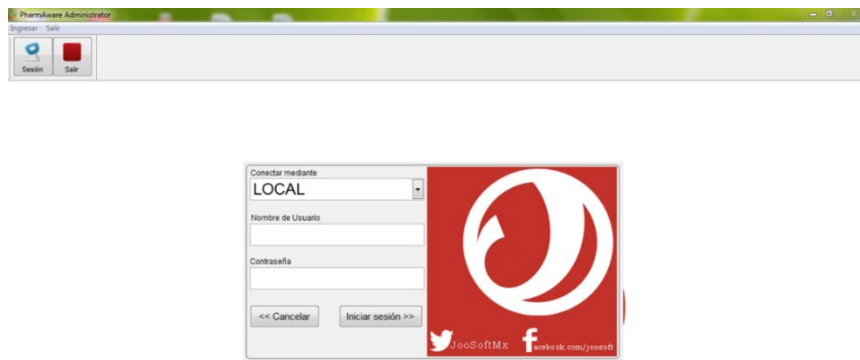 PharmAware Administrator
Ingresar Salir
Sesión Salir
Conectar mediante
LOCAL
Nombre de Usuario
Contraseña
<< Cancelar Iniciar sesión >>
JooSoftMx facebook.com/joosoft